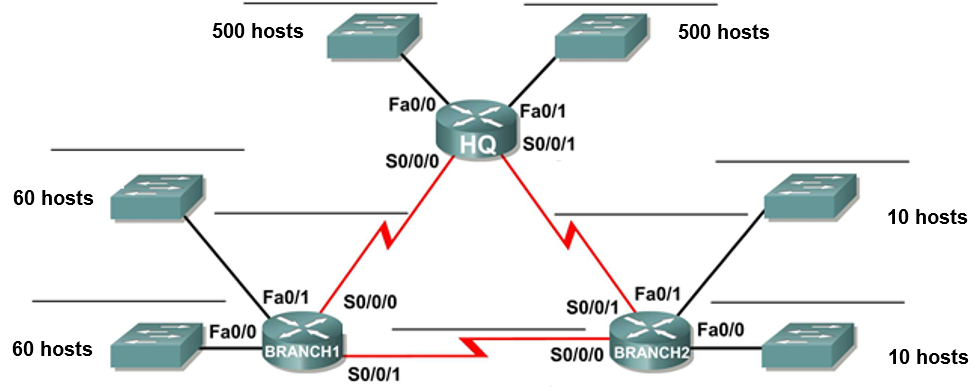 500 hosts
500 hosts
Fa0/0
Fa0/1
HQ
S0/0/1
S0/0/0
60 hosts
10 hosts
Fa0/1
S0/0/0
S0/0/1
Fa0/1
Fa0/0
Fa0/0
60 hosts
BRANCH1
S0/0/0
BRANCH2
10 hosts
S0/0/1